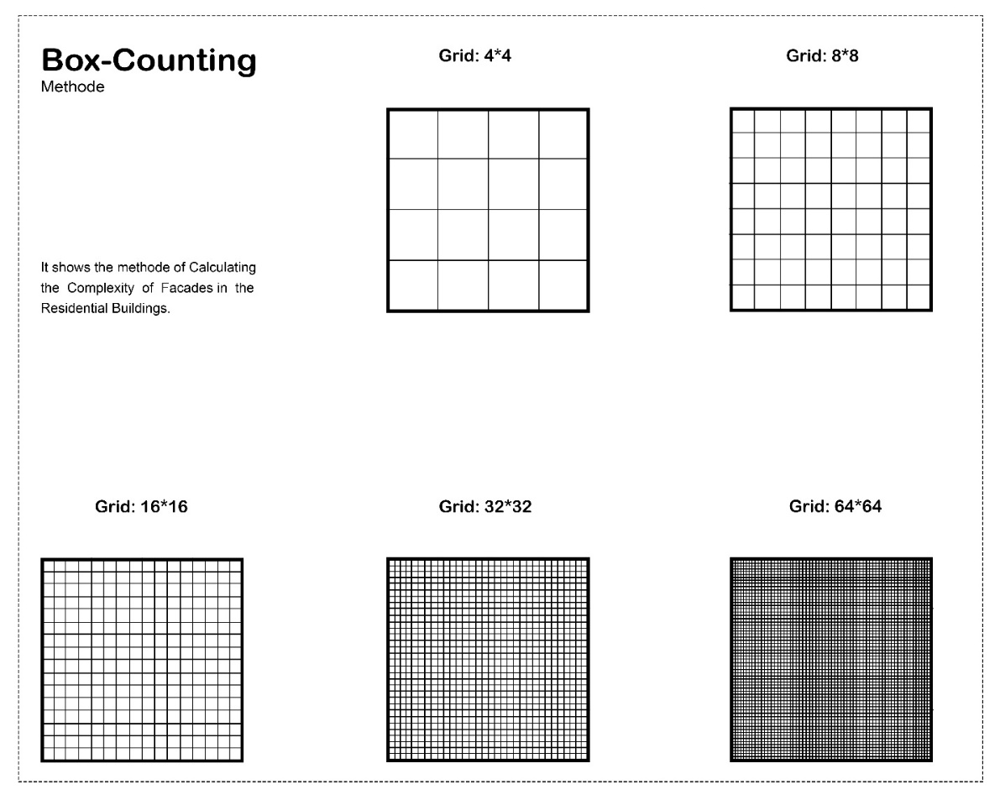 Box-Counting
Methode
Grid: 4*4
Grid: 8*8
It shows the methode of Calculating
the Complexity of Facades in the
Residential Buildings.
Grid: 16*16
Grid: 32*32
Grid: 64*64